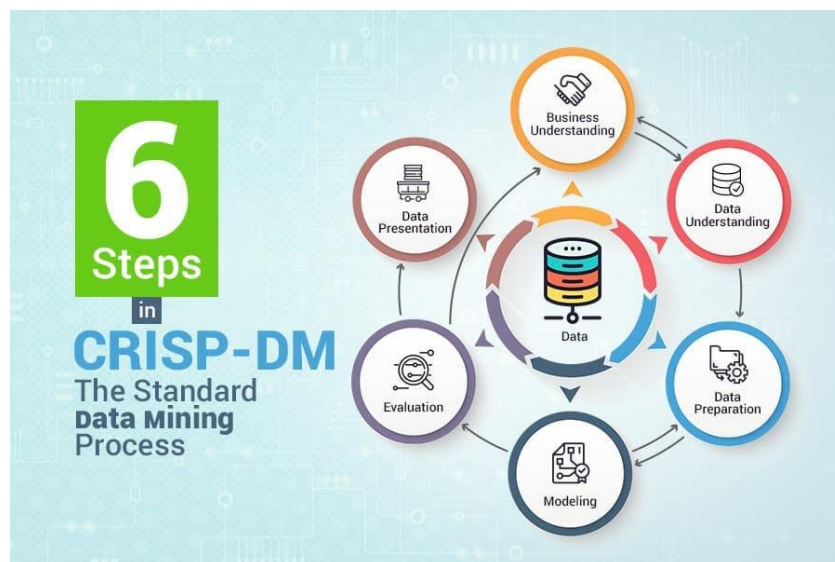 6
Steps
in
CRISP-DM
The Standard
Data Mining
Process
Business
Understanding
Data
Understanding
Data
Preparation
Modeling
Evaluation
Data
Presentation
Data